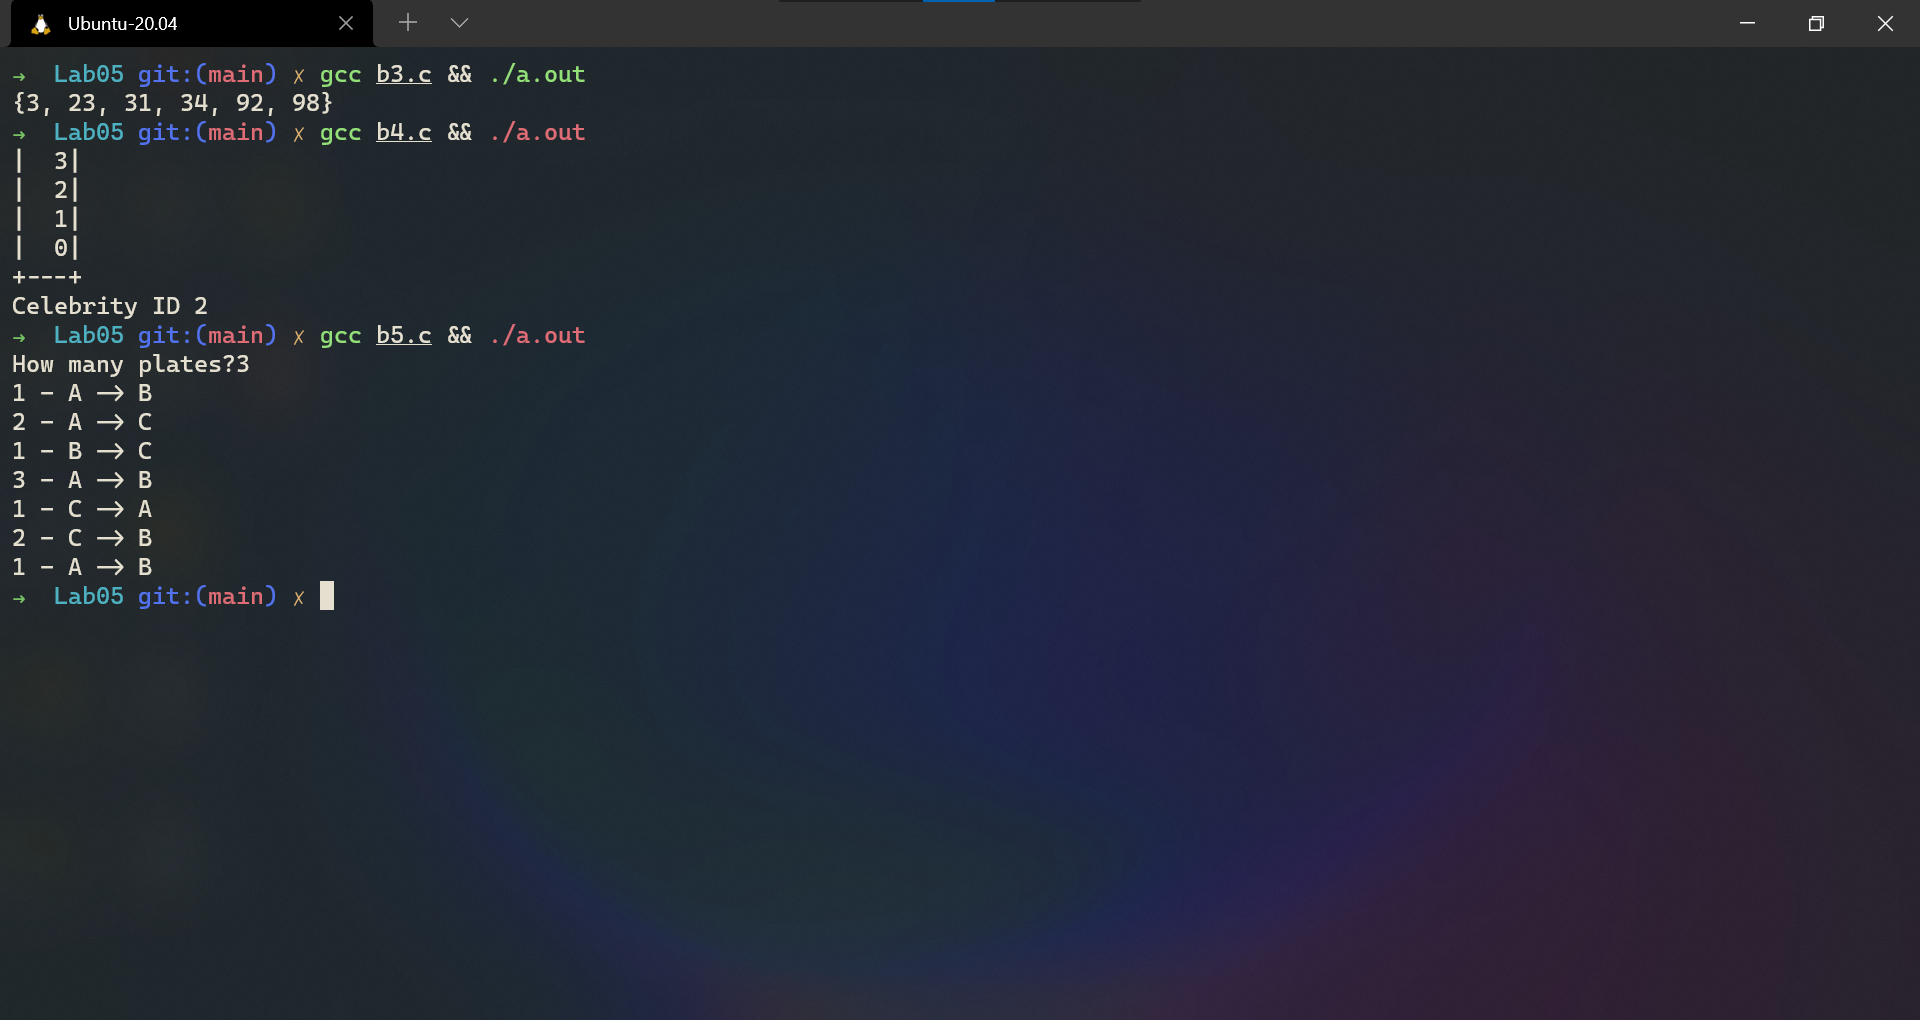 Ubuntu-20.04
→ Lab05 git:(main) ✗ gcc b3.c && ./a.out
{3, 23, 31, 34, 92, 98}
→ Lab05 git:(main) ✗ gcc b4.c && ./a.out
|  3|
|  2|
|  1|
|  0|
+----+
Celebrity ID 2
→ Lab05 git:(main) ✗ gcc b5.c && ./a.out
How many plates?3
1 - A --> B
2 - A --> C
1 - B --> C
3 - A --> B
1 - C --> A
2 - C --> B
1 - A --> B
→ Lab05 git:(main) ✗